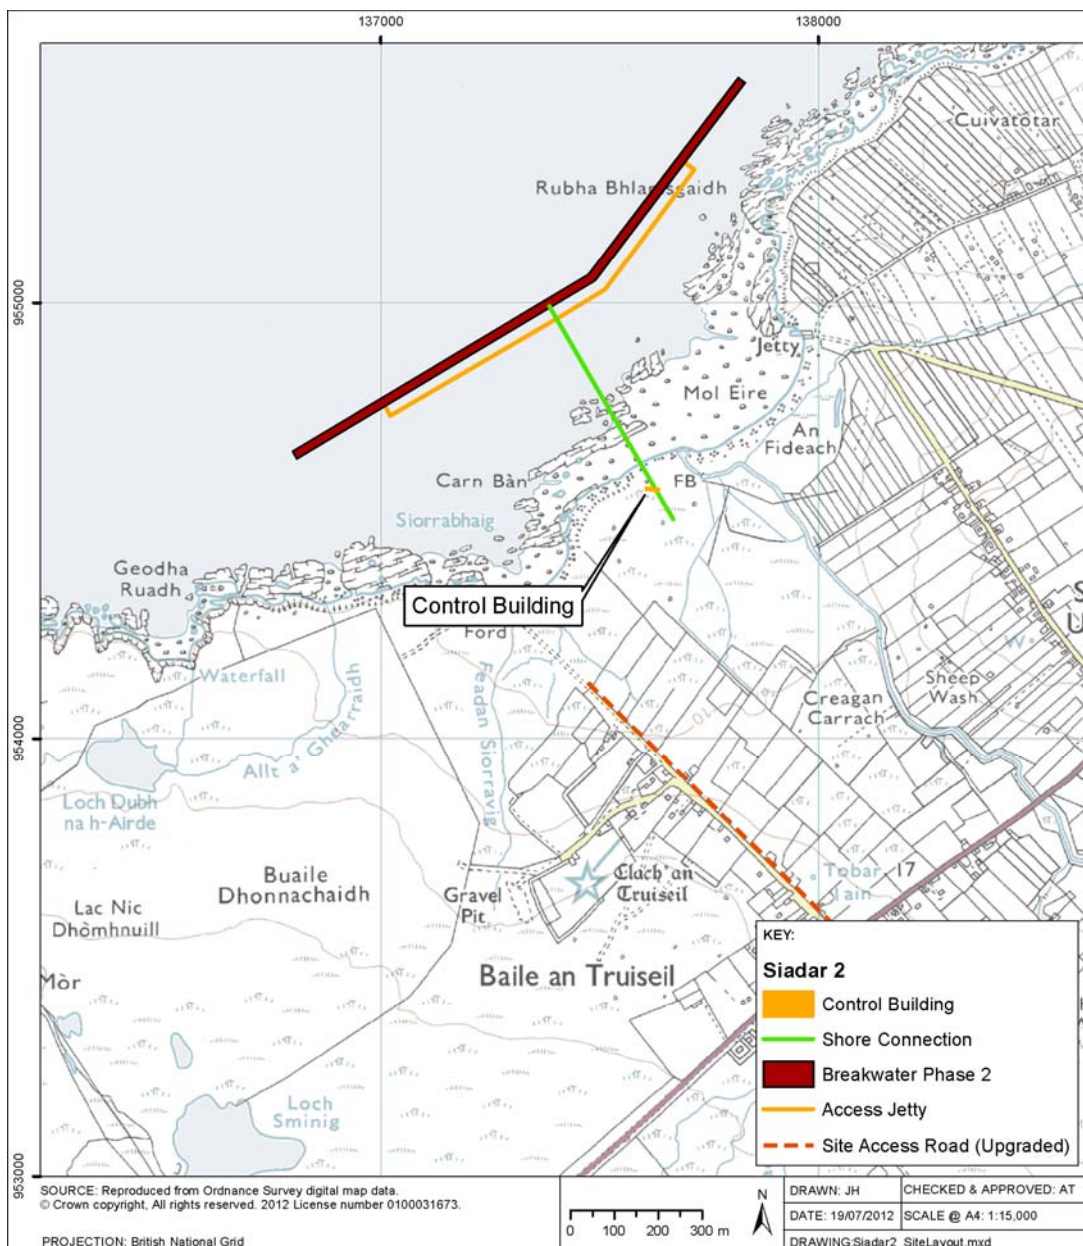 137000
138000
Cuivatotar
Rubha Bhla
sgaidh
955000
Jetty
Mol Eire
An
Fideach
Carn Bàn
FB
Siorrabhaig
Geodha
Ruadh
Control Building
Ford
Waterfall
Feadan Siorravig
Allt a' Ghearraidh
W
S
U
Sheep
Wash
Creagan
Carrach
10
954000
Loch Dubh
na h-Airde
Tobar
'ain
17
Clach an
Truiseil
Buaile
Dhonnachaidh
Gravel
Pit
Lac Nic
Dhòmhnuill
Mòr
Baile an Truiseil
Loch
Sminig
953000
KEY:
Siadar 2
Control Building
Shore Connection
Breakwater Phase 2
Access Jetty
Site Access Road (Upgraded)
SOURCE: Reproduced from Ordnance Survey digital map data.
© Crown copyright, All rights reserved. 2012 License number 0100031673.
PROJECTION: British National Grid
0 100 200 300 m
N
DRAWN: JH
CHECKED & APPROVED: AT
DATE: 19/07/2012
SCALE @ A4: 1:15,000
DRAWING:Siadar2_SiteLayout.mxd